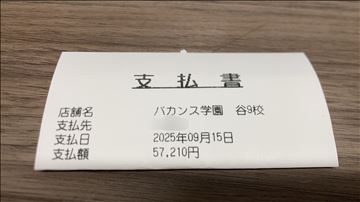 支払書
店舗名 バカンス学園 谷9校
支払先
支払日 2025年09月15日
支払額 57,210円